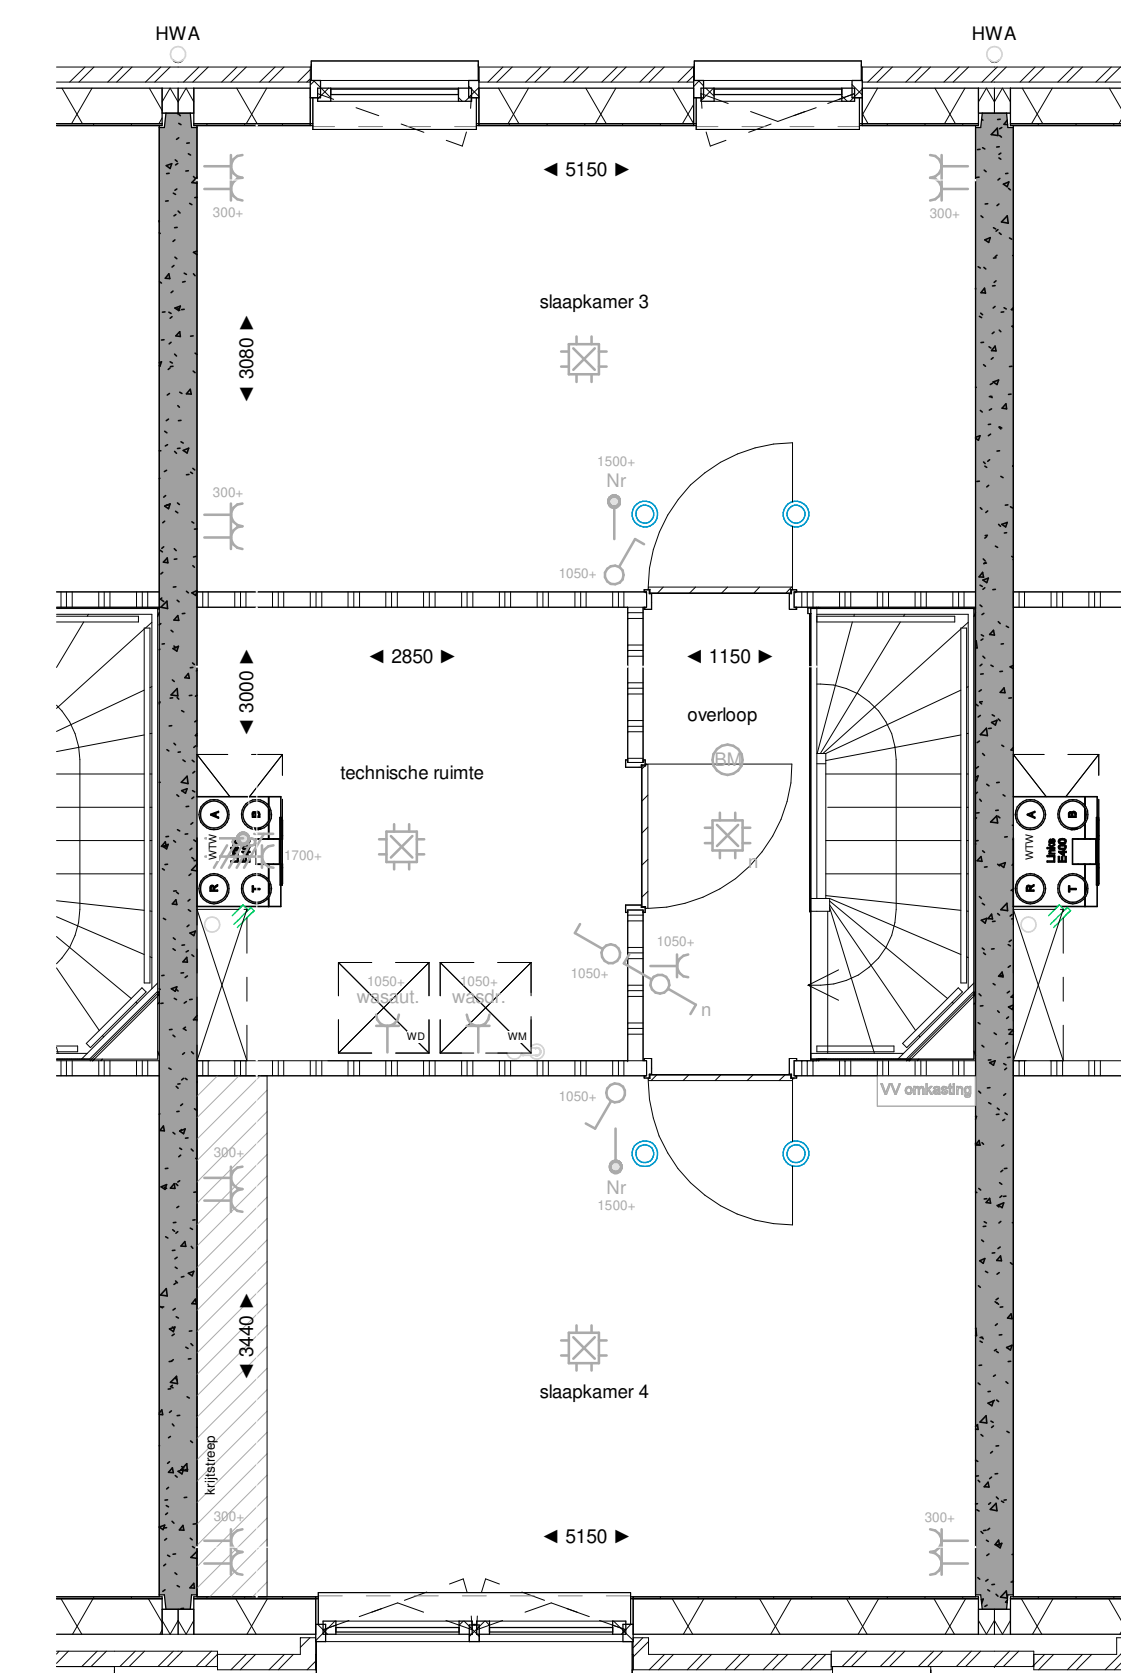 HWA
HWA
5150
300+
300+
slaapkamer 3
3080
1500+
Nr
300+
1050+
3000
2850
1150
overloop
BM
technische ruimte
A
B
WTW
1700+
R
T
n
A
B
WTW
Links
E400
R
T
1050+
1050+
1050+
1050+
wasaut.
wasdr.
WD
WM
n
1050+
VV omkasting
300+
Nr
1500+
3440
slaapkamer 4
krijtstreep
300+
5150
300+